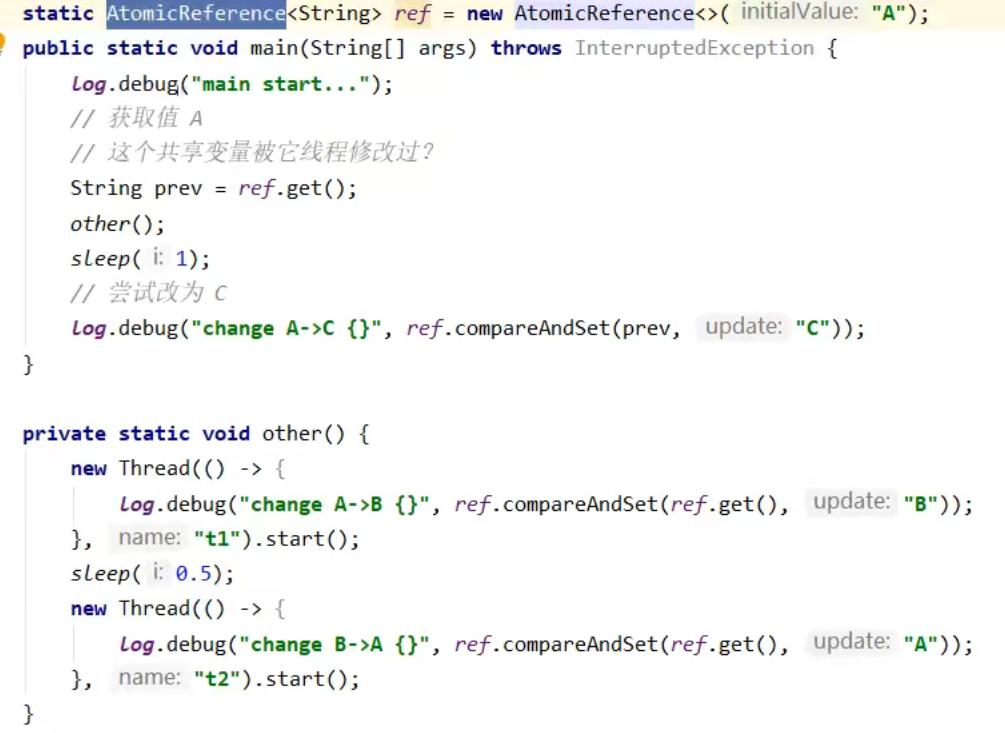 static AtomicReference<String> ref = new AtomicReference<>( initialValue: "A");
public static void main(String[] args) throws InterruptedException {
log.debug("main start...");
// 获取值 A
// 这个共享变量被它线程修改过?
String prev = ref.get();
other();
sleep( i: 1);
// 尝试改为 C
log.debug("change A->C {}", ref.compareAndSet(prev, update: "C"));
}
private static void other() {
new Thread(() -> {
log.debug("change A->B {}", ref.compareAndSet(ref.get(), update: "B"));
}, name: "t1").start();
sleep( i: 0.5);
new Thread(() -> {
log.debug("change B->A {}", ref.compareAndSet(ref.get(), update: "A"));
}, name: "t2").start();
}